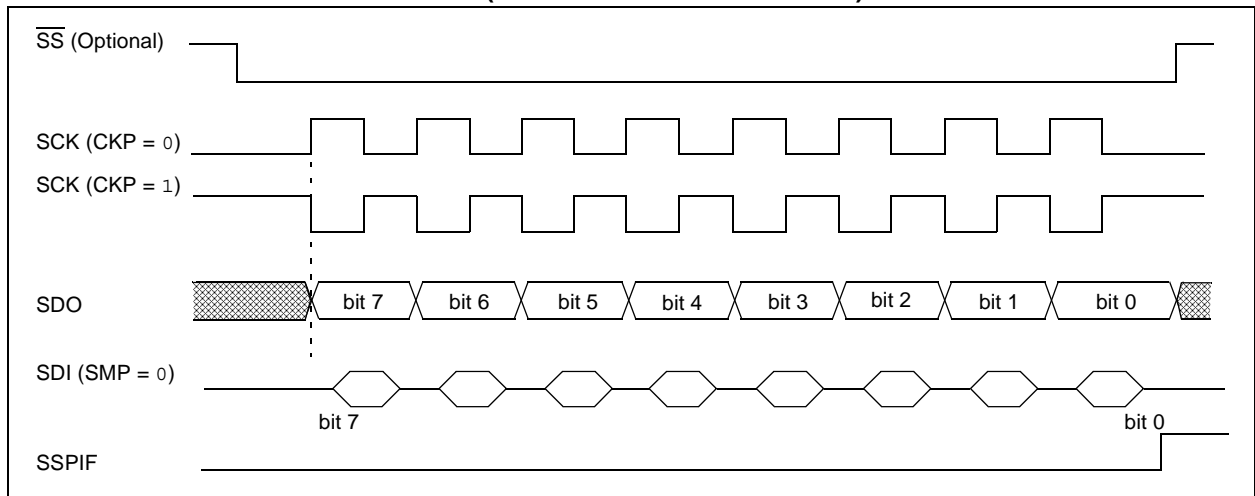 SS (Optional)
SCK (CKP = 0)
SCK (CKP = 1)
SDO
bit 7 bit 6 bit 5 bit 4 bit 3 bit 2 bit 1 bit 0
SDI (SMP = 0)
bit 7 bit 0
SSPIF